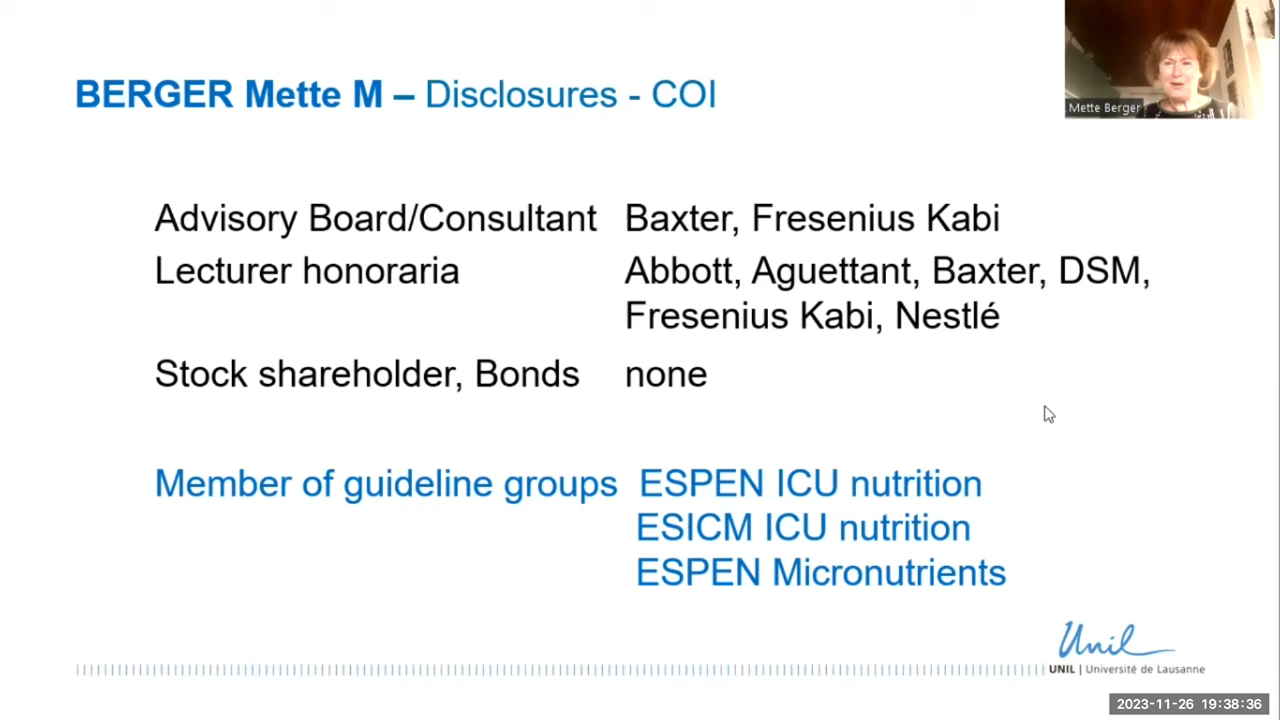 BERGER Mette M – Disclosures - COI
Mette Berger
Advisory Board/Consultant Baxter, Fresenius Kabi
Lecturer honoraria Abbott, Aguettant, Baxter, DSM,
Fresenius Kabi, Nestlé
Stock shareholder, Bonds none
Member of guideline groups ESPEN ICU nutrition
ESICM ICU nutrition
ESPEN Micronutrients
Unil
UNIL | Université de Lausanne
2023-11-26 19:38:36